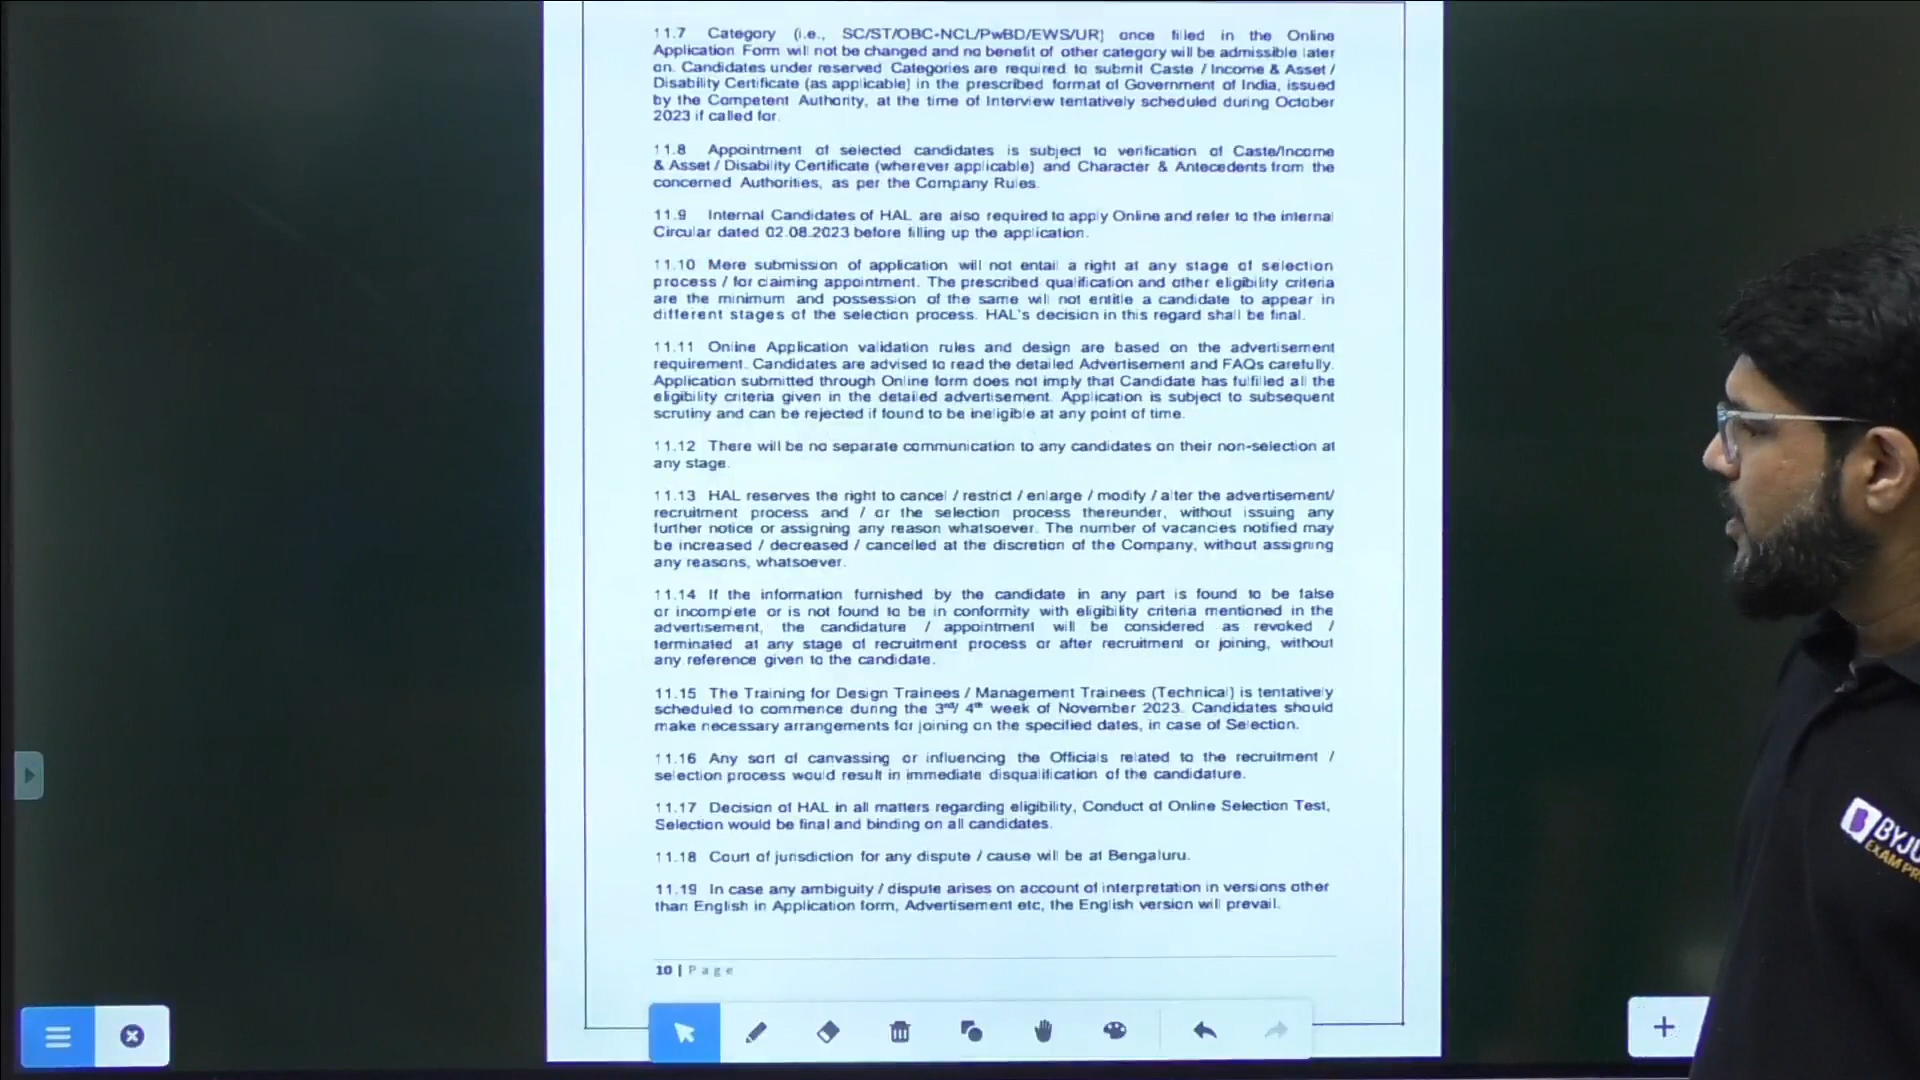 11.7 Category (i.e., SC/ST/OBC-NCL/PwBD/EWS/UR) once filled in the Online
Application Form will not be changed and no benefit of other category will be admissible later
on. Candidates under reserved Categories are required to submit Caste / Income & Asset /
Disability Certificate (as applicable) in the prescribed format of Government of India, issued
by the Competent Authority, at the time of Interview tentatively scheduled during October
2023 if called for.
11.8 Appointment of selected candidates is subject to verification of Caste/Income
& Asset / Disability Certificate (wherever applicable) and Character & Antecedents from the
concerned Authorities, as per the Company Rules.
11.9 Internal Candidates of HAL are also required to apply Online and refer to the internal
Circular dated 02.08.2023 before filling up the application.
11.10 Mere submission of application will not entail a right at any stage of selection
process / for claiming appointment. The prescribed qualification and other eligibility criteria
are the minimum and possession of the same will not entitle a candidate to appear in
different stages of the selection process. HAL's decision in this regard shall be final.
11.11 Online Application validation rules and design are based on the advertisement
requirement. Candidates are advised to read the detailed Advertisement and FAQs carefully.
Application submitted through Online form does not imply that Candidate has fulfilled all the
eligibility criteria given in the detailed advertisement. Application is subject to subsequent
scrutiny and can be rejected if found to be ineligible at any point of time.
11.12 There will be no separate communication to any candidates on their non-selection at
any stage.
11.13 HAL reserves the right to cancel / restrict / enlarge / modify / alter the advertisement/
recruitment process and / or the selection process thereunder, without issuing any
further notice or assigning any reason whatsoever. The number of vacancies notified may
be increased / decreased / cancelled at the discretion of the Company, without assigning
any reasons, whatsoever.
11.14 If the information furnished by the candidate in any part is found to be false
or incomplete or is not found to be in conformity with eligibility criteria mentioned in the
advertisement, the candidature / appointment will be considered as revoked /
terminated at any stage of recruitment process or after recruitment or joining, without
any reference given to the candidate.
11.15 The Training for Design Trainees / Management Trainees (Technical) is tentatively
scheduled to commence during the 3rd/ 4th week of November 2023. Candidates should
make necessary arrangements for joining on the specified dates, in case of Selection.
11.16 Any sort of canvassing or influencing the Officials related to the recruitment /
selection process would result in immediate disqualification of the candidature.
11.17 Decision of HAL in all matters regarding eligibility, Conduct of Online Selection Test,
Selection would be final and binding on all candidates.
11.18 Court of jurisdiction for any dispute / cause will be at Bengaluru.
11.19 In case any ambiguity / dispute arises on account of interpretation in versions other
than English in Application form, Advertisement etc, the English version will prevail.
10 | Page
BYJU
EXAM PR